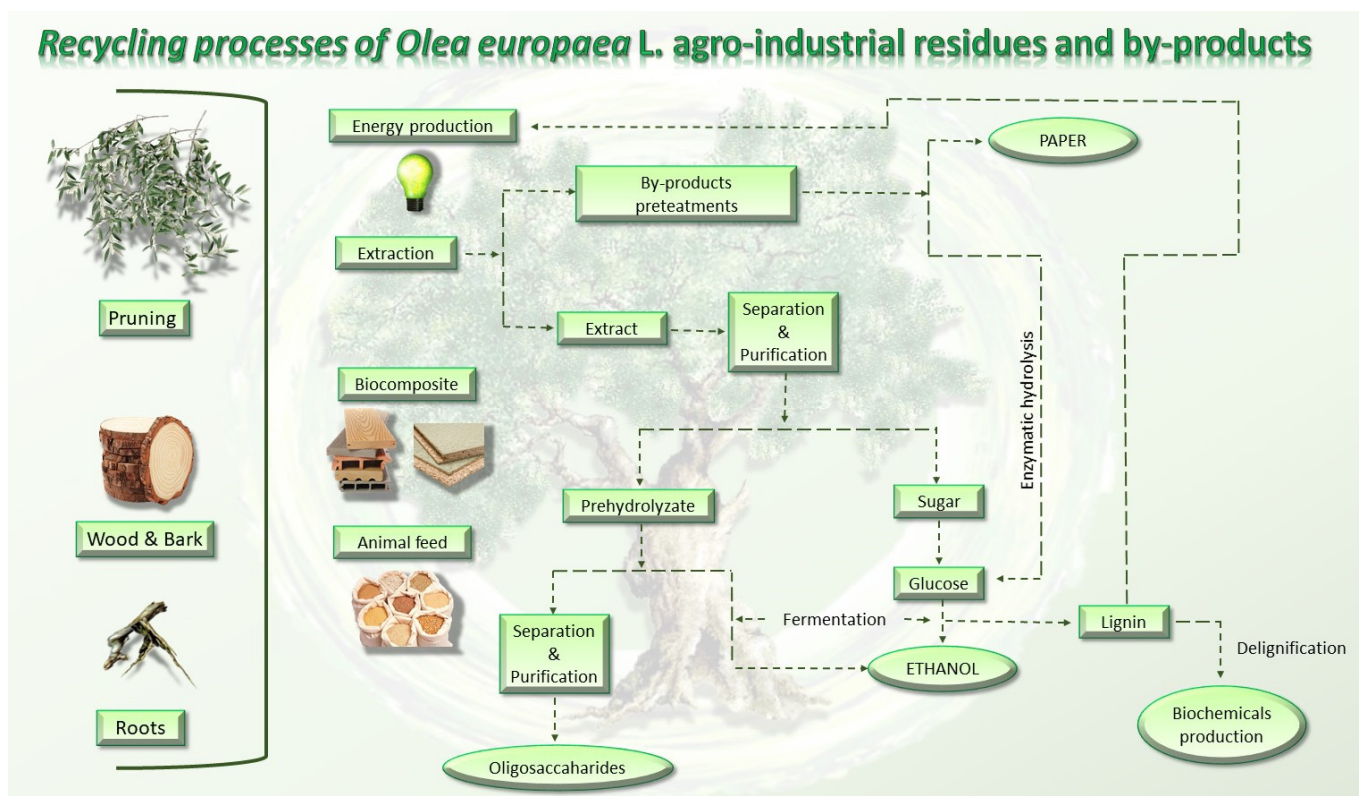 Recycling processes of Olea europaea L. agro-industrial residues and by-products
Pruning
Wood & Bark
Roots
Energy production
Extraction
Biocomposite
Animal feed
By-products
pretreatments
PAPER
Extract
Separation
&
Purification
Enzymatic hydrolysis
Prehydrolyzate
Sugar
Glucose
Separation
&
Purification
Fermentation
Lignin
Delignification
ETHANOL
Biochemicals
production
Oligosaccaharides